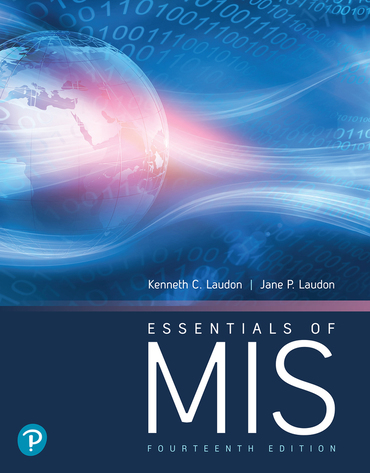 Kenneth C. Laudon | Jane P. Laudon
ESSENTIALS OF
MIS
FOURTEENTH EDITION
P